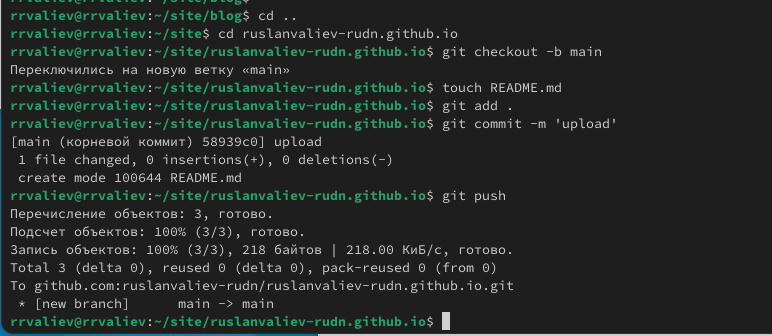 rrvaliev@rrvaliev:~/site/blog$
rrvaliev@rrvaliev:~/site/blog$ cd ..
rrvaliev@rrvaliev:~/site$ cd ruslanvaliev-rudn.github.io
rrvaliev@rrvaliev:~/site/ruslanvaliev-rudn.github.io$ git checkout -b main
Переключились на новую ветку «main»
rrvaliev@rrvaliev:~/site/ruslanvaliev-rudn.github.io$ touch README.md
rrvaliev@rrvaliev:~/site/ruslanvaliev-rudn.github.io$ git add .
rrvaliev@rrvaliev:~/site/ruslanvaliev-rudn.github.io$ git commit -m 'upload'
[main (корневой коммит) 58939c0] upload
 1 file changed, 0 insertions(+), 0 deletions(-)
 create mode 100644 README.md
rrvaliev@rrvaliev:~/site/ruslanvaliev-rudn.github.io$ git push
Перечисление объектов: 3, готово.
Подсчет объектов: 100% (3/3), готово.
Запись объектов: 100% (3/3), 218 байтов | 218.00 КиБ/с, готово.
Total 3 (delta 0), reused 0 (delta 0), pack-reused 0 (from 0)
To github.com:ruslanvaliev-rudn/ruslanvaliev-rudn.github.io.git
 * [new branch]      main -> main
rrvaliev@rrvaliev:~/site/ruslanvaliev-rudn.github.io$